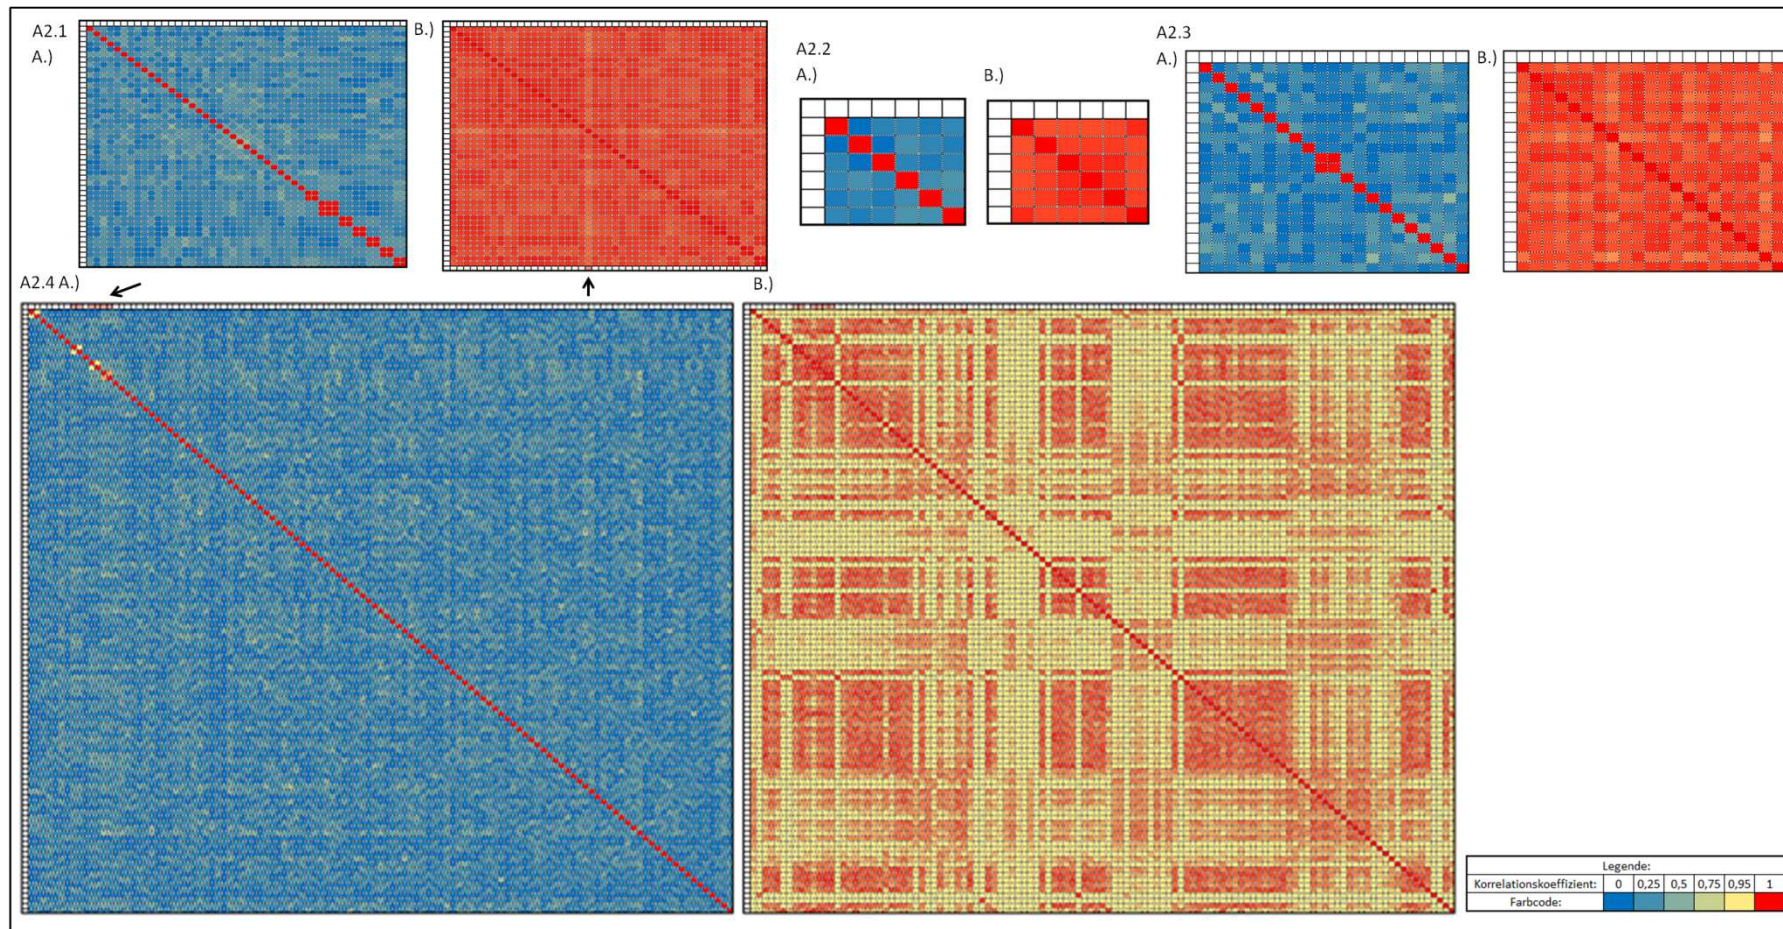 A2.1
A.)
B.)
A2.2
A.)
B.)
A2.3
A.)
B.)
A2.4 A.)
B.)
Legende:
Korrelationskoeffizient: 0 0,25 0,5 0,75 0,95 1
Farbcode: